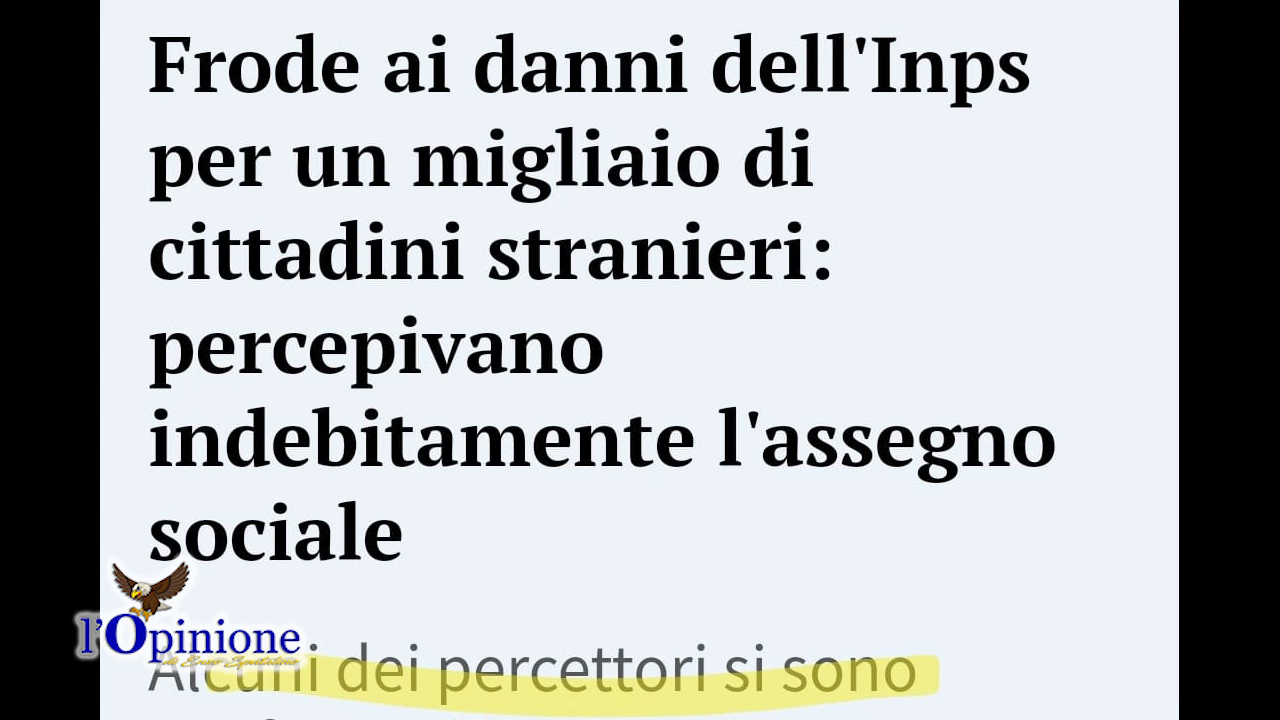 Frode ai danni dell'Inps
per un migliaio di
cittadini stranieri:
percepivano
indebitamente l'assegno
sociale
l'Opinione
Alcuni dei percettori si sono